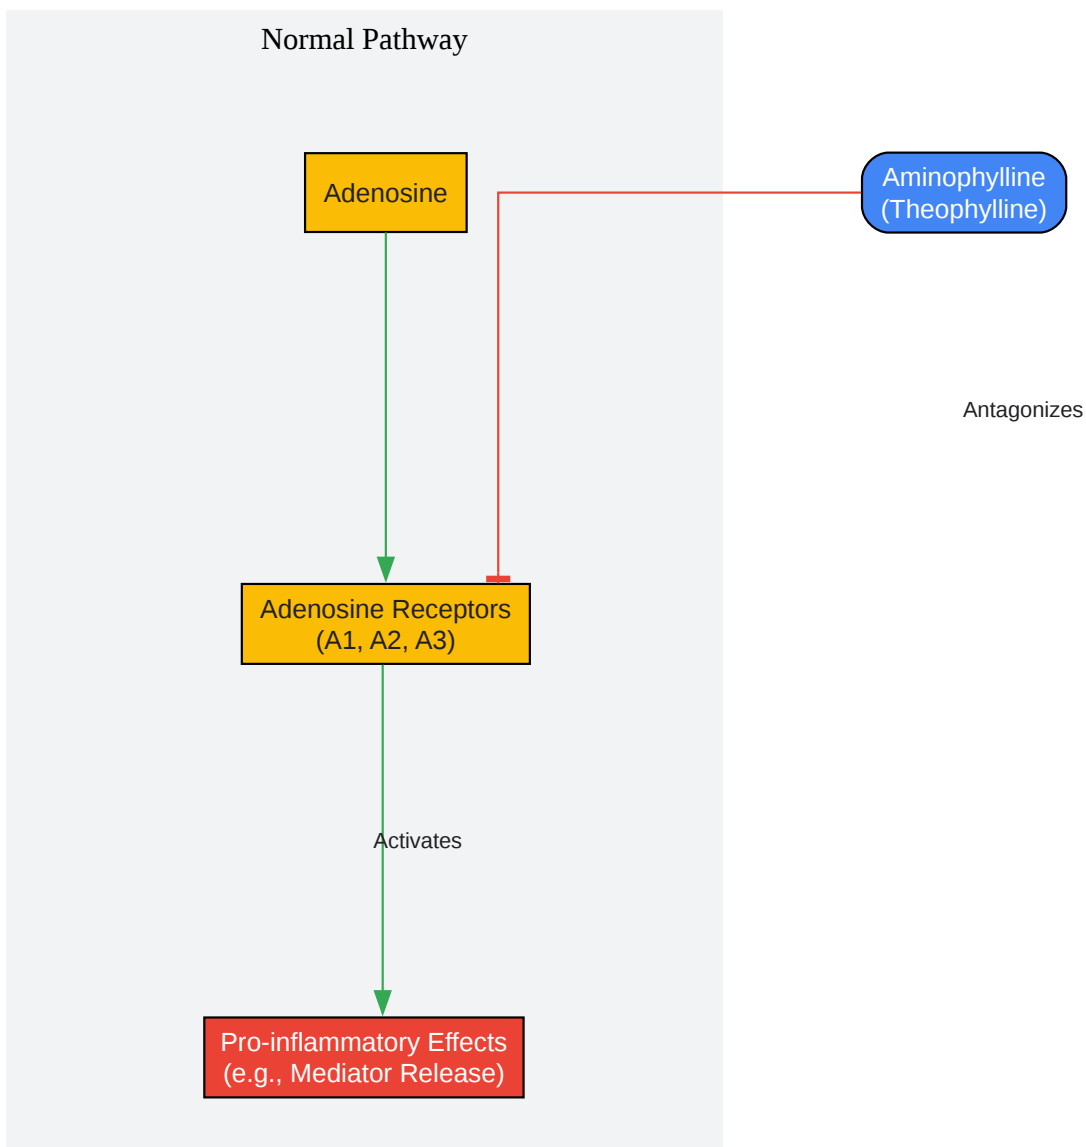 Normal Pathway
Adenosine
Aminophylline
(Theophylline)
Antagonizes
Adenosine Receptors
(A1, A2, A3)
Activates
Pro-inflammatory Effects
(e.g., Mediator Release)